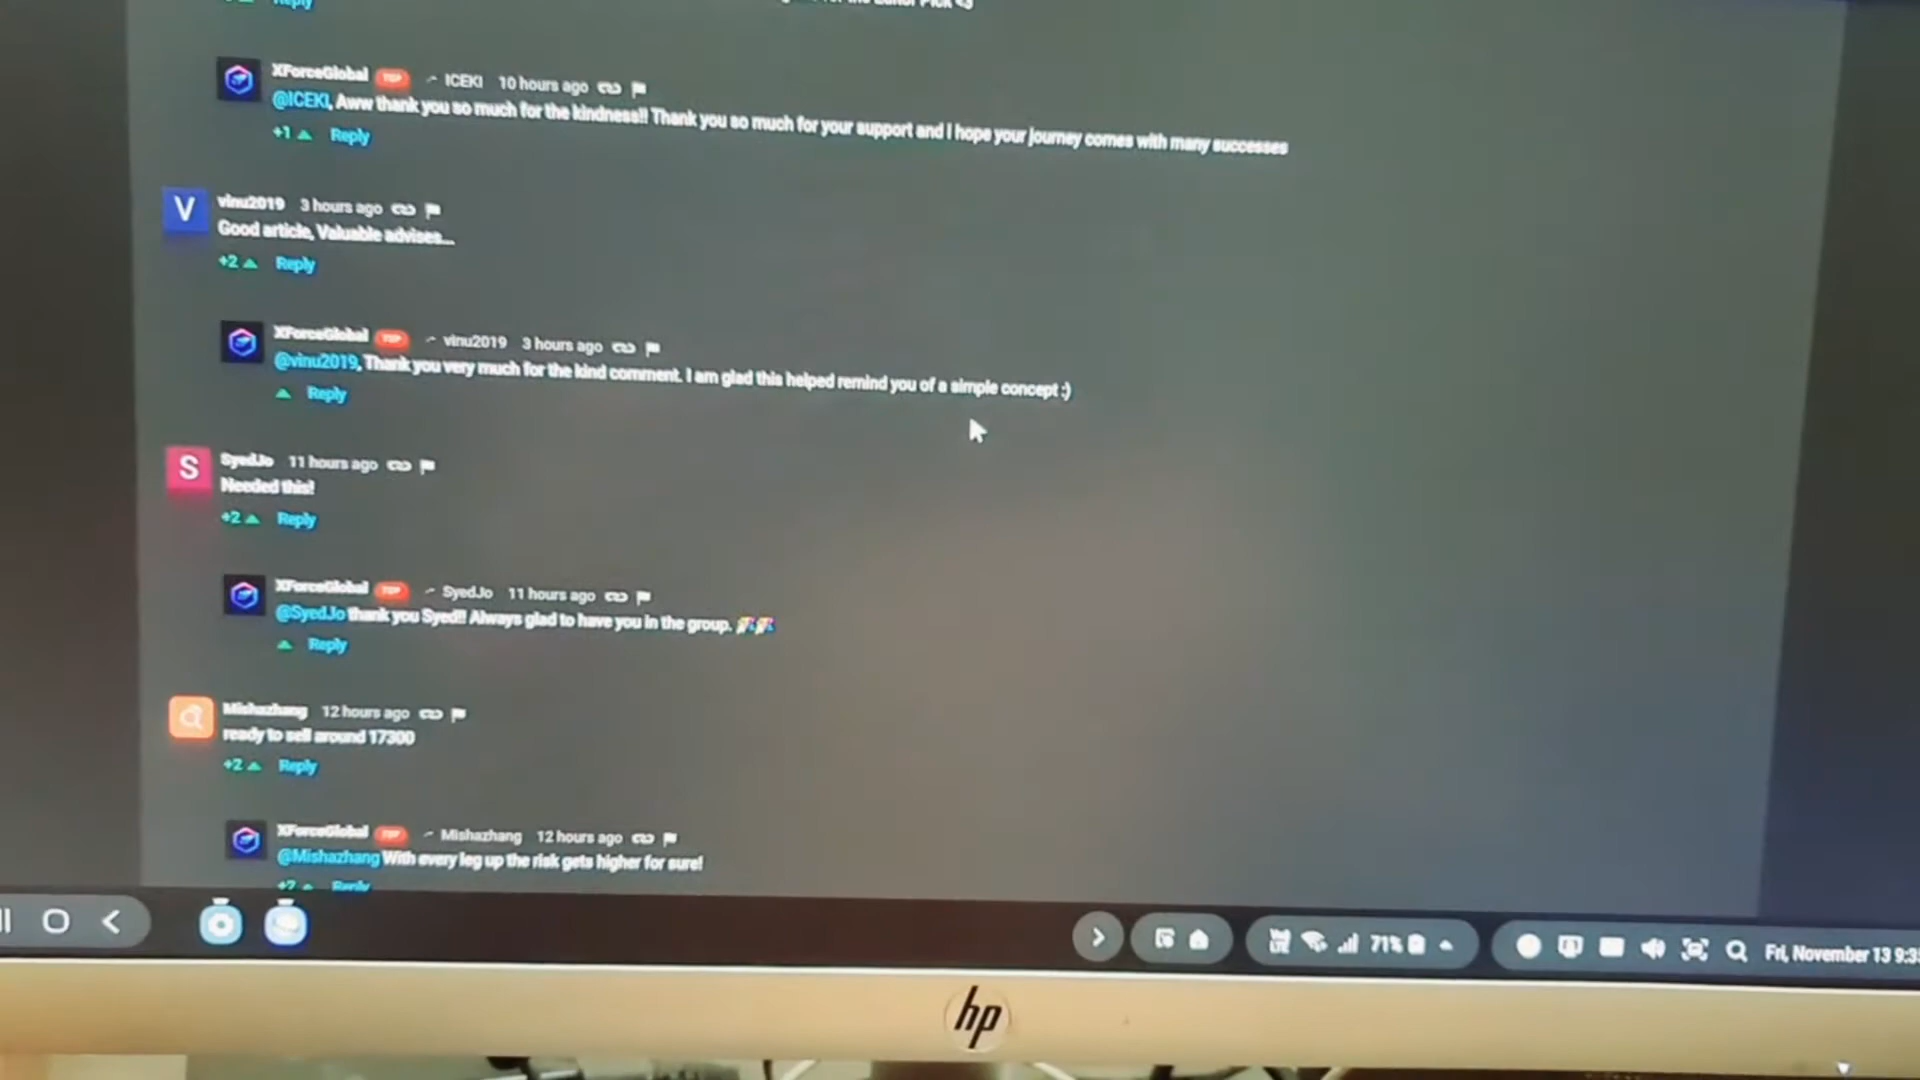 Reply
XForceGlobal TOP ICEKI 10 hours ago
@ICEKI, Aww thank you so much for the kindness!! Thank you so much for your support and I hope your journey comes with many successes
+1 Reply
V vinu2019 3 hours ago
Good article, Valuable advises...
+2 Reply
XForceGlobal TOP vinu2019 3 hours ago
@vinu2019, Thank you very much for the kind comment. I am glad this helped remind you of a simple concept :)
Reply
S SyedJo 11 hours ago
Needed this!
+2 Reply
XForceGlobal TOP SyedJo 11 hours ago
@SyedJo thank you Syed!! Always glad to have you in the group. 🎉🎉
Reply
Mishazhang 12 hours ago
ready to sell around 17300
+2 Reply
XForceGlobal TOP Mishazhang 12 hours ago
@Mishazhang With every leg up the risk gets higher for sure!
+2 Reply
71% Fri, November 13 9:3
hp